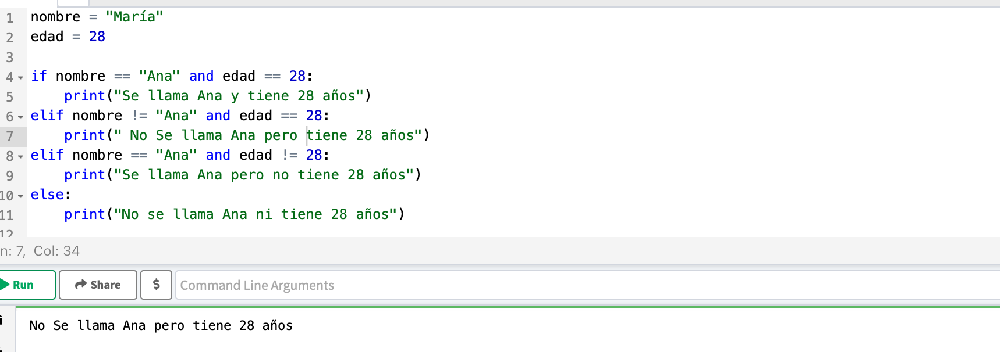 1 nombre = "María"
2 edad = 28
3
4 if nombre == "Ana" and edad == 28:
5 print("Se llama Ana y tiene 28 años")
6 elif nombre != "Ana" and edad == 28:
7 print(" No Se llama Ana pero tiene 28 años")
8 elif nombre == "Ana" and edad != 28:
9 print("Se llama Ana pero no tiene 28 años")
10 else:
11 print("No se llama Ana ni tiene 28 años")
12
n: 7, Col: 34
Run Share $ Command Line Arguments
No Se llama Ana pero tiene 28 años